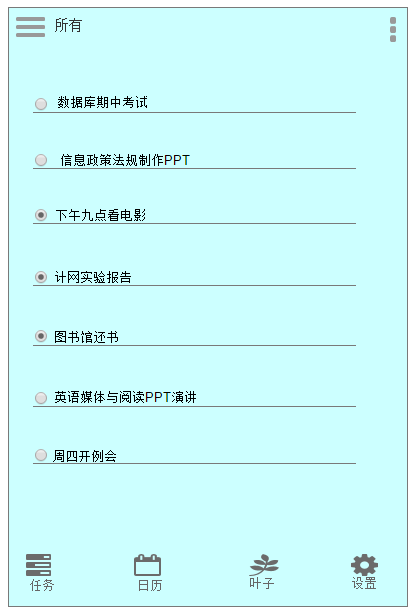 所有
数据库期中考试
信息政策法规制作PPT
下午九点看电影
计网实验报告
图书馆还书
英语媒体与阅读PPT演讲
周四开例会
任务 日历 叶子 设置